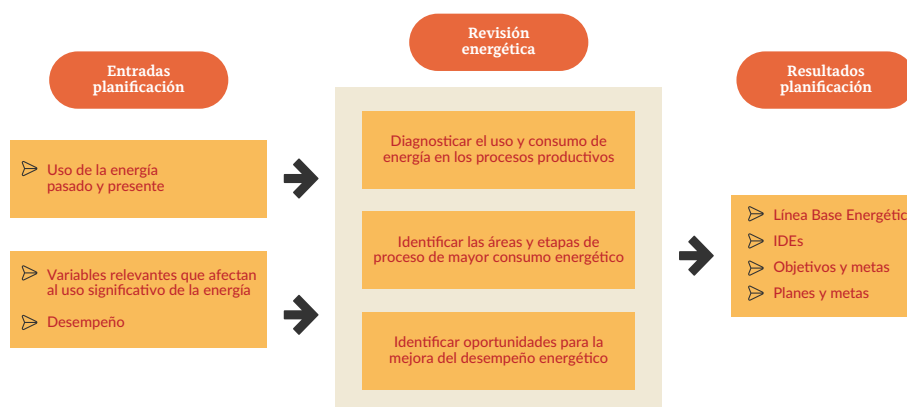 Revisión
energética
Entradas
planificación
Resultados
planificación
Uso de la energía
pasado y presente
Variables relevantes que afectan
al uso significativo de la energía
Desempeño
Diagnosticar el uso y consumo de
energía en los procesos productivos
Identificar las áreas y etapas de
proceso de mayor consumo energético
Identificar oportunidades para la
mejora del desempeño energético
Línea Base Energétic
IDEs
Objetivos y metas
Planes y metas